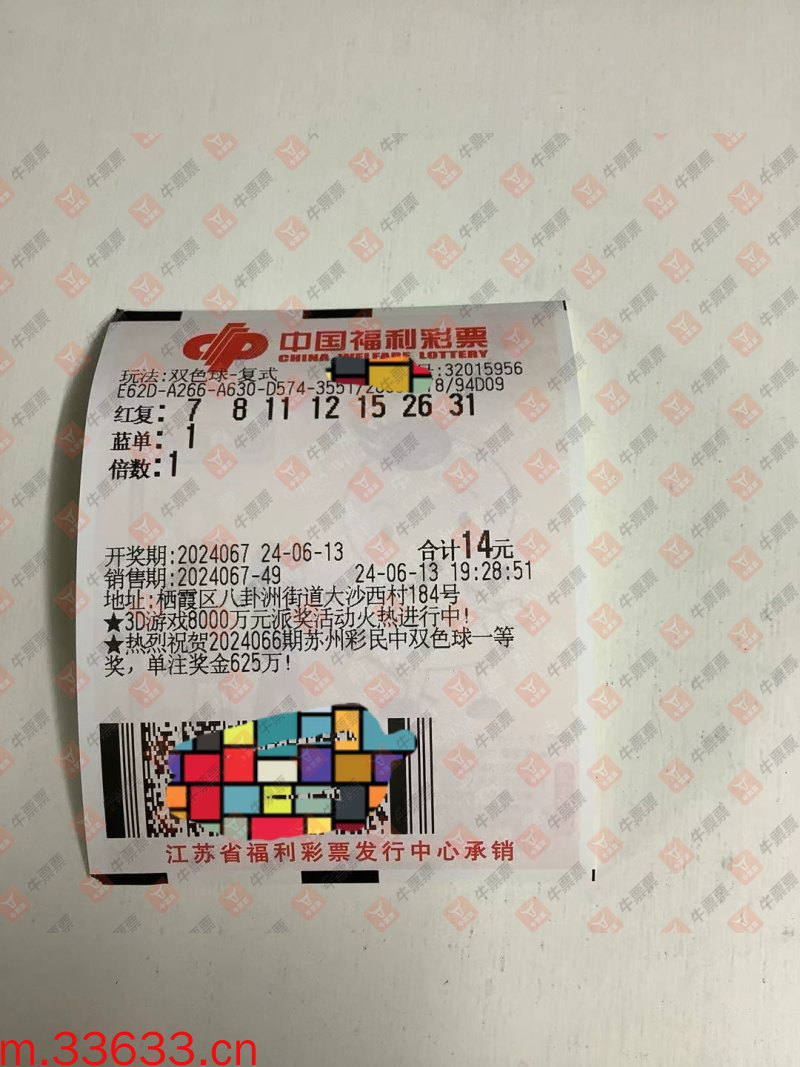 中国福利彩票
CHINA WELFARE LOTTERY
玩法:双色球-复式 :32015956
E62D-A266-A630-D574-3551/ 8/94D09
红复: 7 8 11 12 15 26 31
蓝单: 1
倍数:1
开奖期:2024067 24-06-13 合计14元
销售期:2024067-49 24-06-13 19:28:51
地址:栖霞区八卦洲街道大沙西村184号
★3D游戏8000万元派奖活动火热进行中!
★热烈祝贺2024066期苏州彩民中双色球一等
奖,单注奖金625万!
江苏省福利彩票发行中心承销
牛票票
m.33633.cn